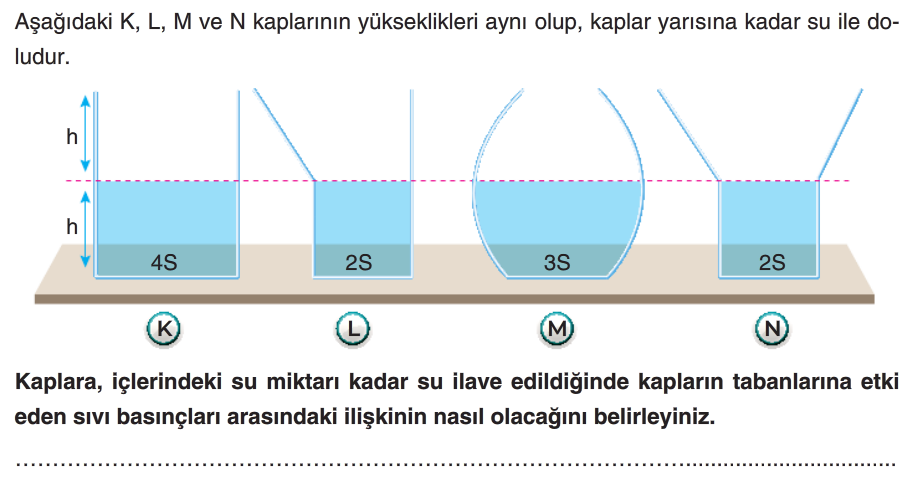 Aşağıdaki K, L, M ve N kaplarının yükseklikleri aynı olup, kaplar yarısına kadar su ile do-
ludur.
h
h
4S 2S 3S 2S
K L M N
Kaplara, içlerindeki su miktarı kadar su ilave edildiğinde kapların tabanlarına etki
eden sıvı basınçları arasındaki ilişkinin nasıl olacağını belirleyiniz.